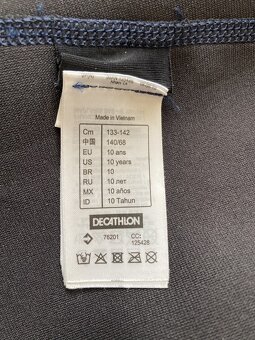 Made in Vietnam
Cm 133-142
中国 140/68
EU 10 ans
US 10 years
BR 10
RU 10 лет
MX 10 años
ID 10 Tahun
DECATHLON
76201 CC:
125428